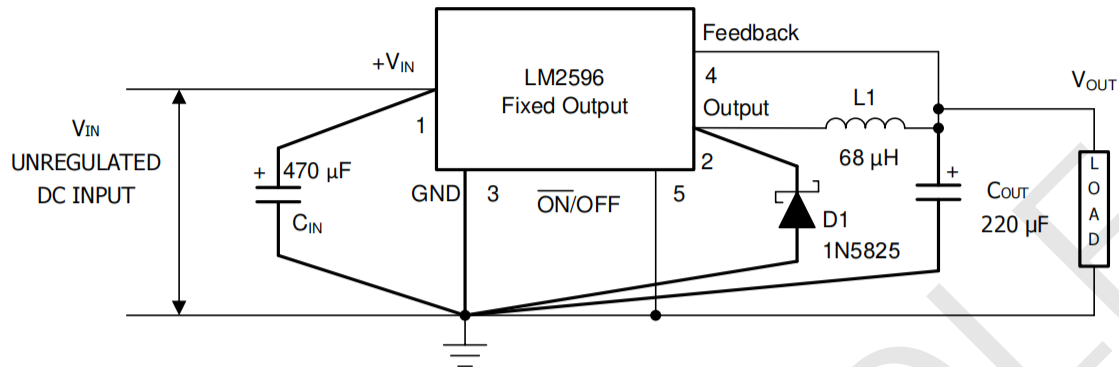 Feedback
+VIN
LM2596
Fixed Output
4
VOUT
Output
L1
1
VIN
UNREGULATED
DC INPUT
68 µH
2
+ 470 µF
CIN
GND
3
ON/OFF
5
D1
1N5825
+
COUT
220 µF
LOAD